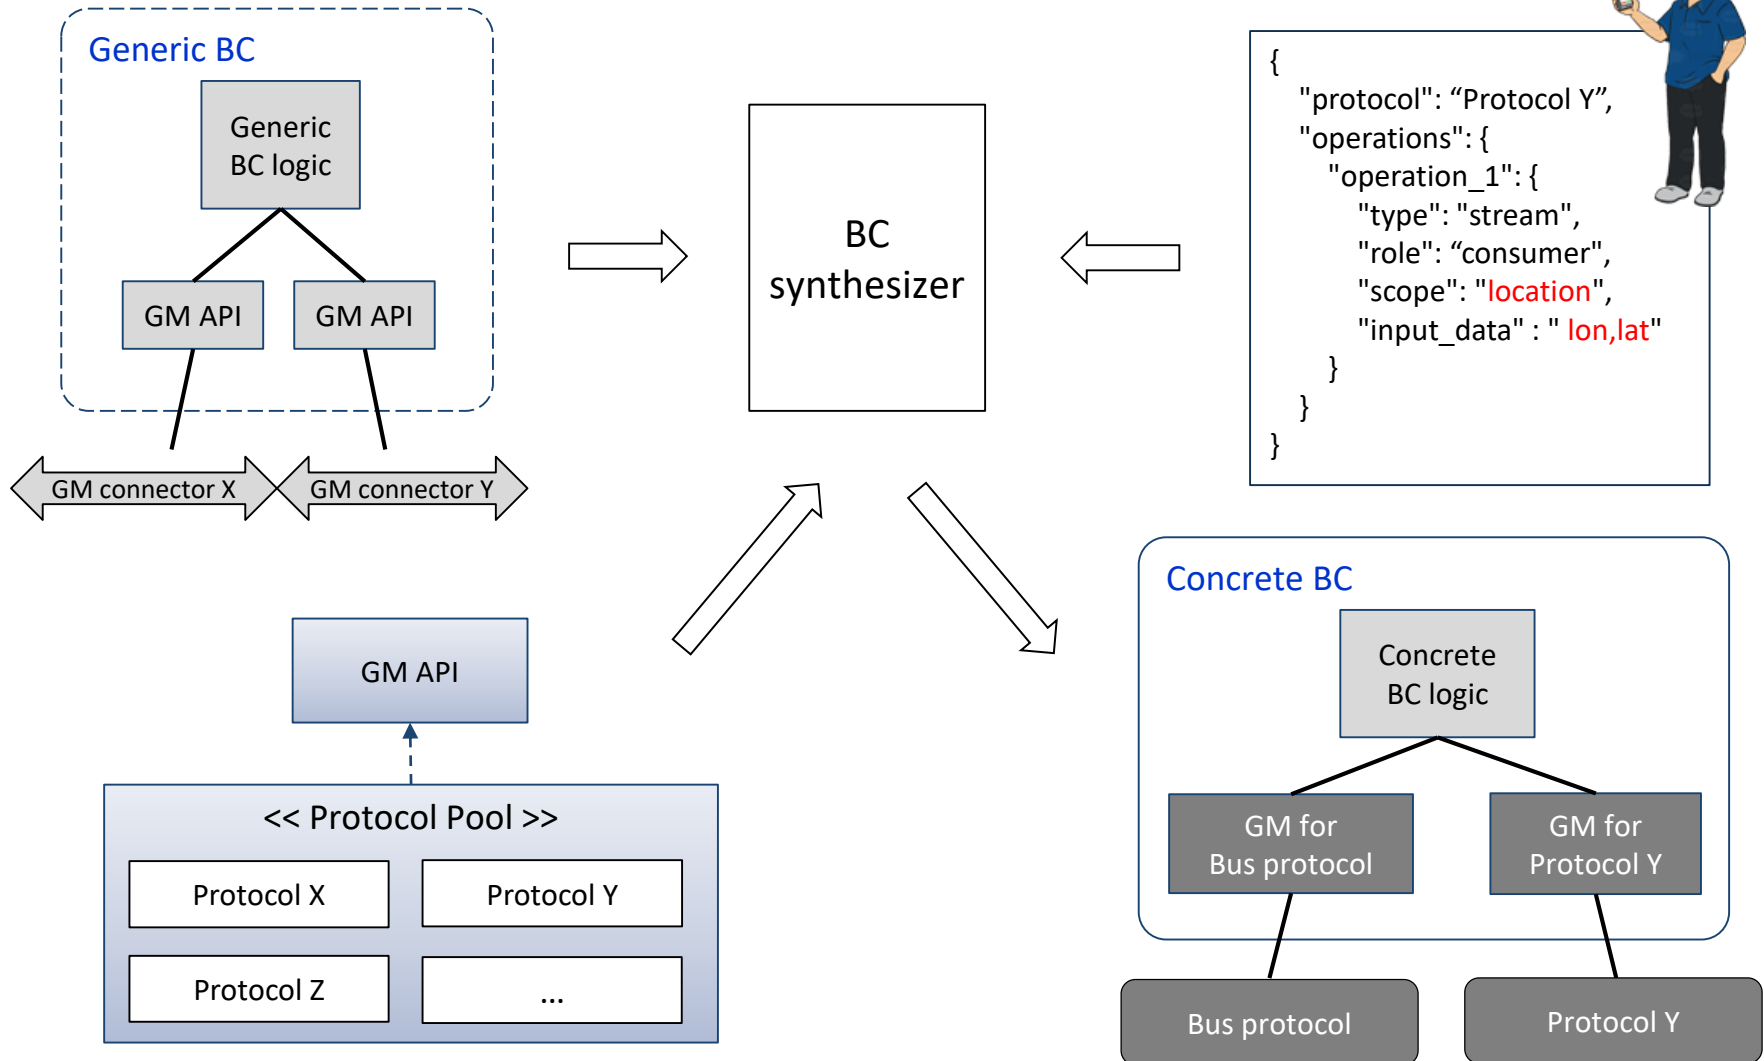 Generic BC
Generic
BC logic
GM API
GM API
GM connector X
GM connector Y
BC
synthesizer
{
"protocol": “Protocol Y”,
"operations": {
"operation_1": {
"type": "stream",
"role": “consumer",
"scope": "location",
"input_data" : " lon,lat"
}
}
}
GM API
<< Protocol Pool >>
Protocol X
Protocol Y
Protocol Z
...
Concrete BC
Concrete
BC logic
GM for
Bus protocol
GM for
Protocol Y
Bus protocol
Protocol Y